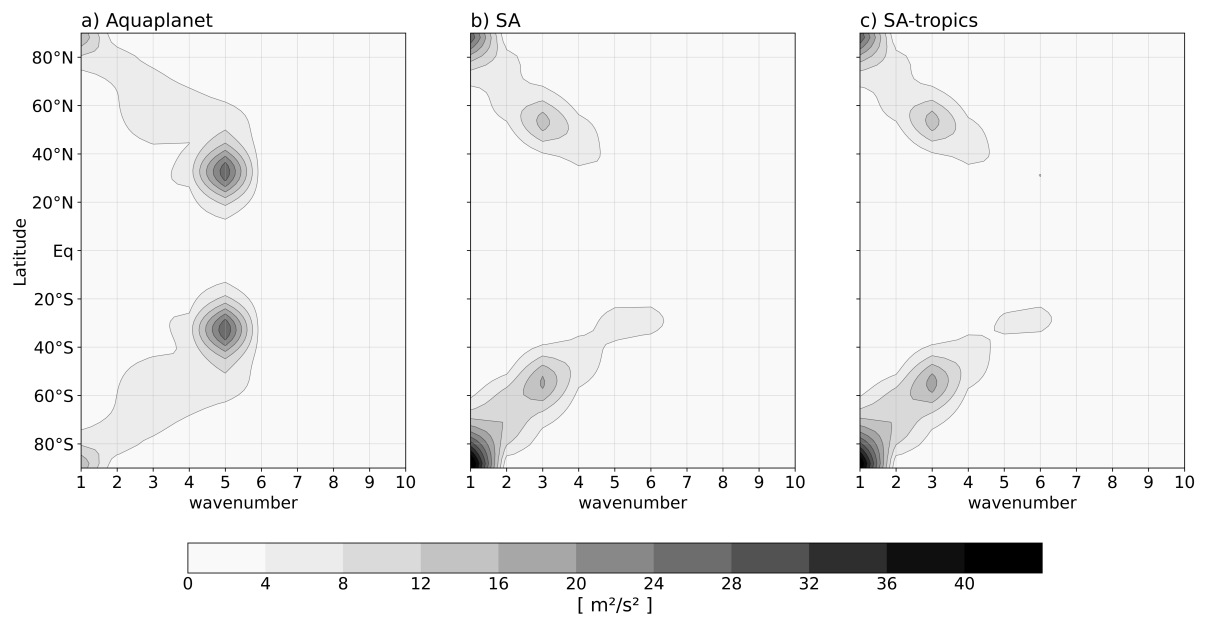 a) Aquaplanet
b) SA
c) SA-tropics
80°N
60°N
40°N
20°N
Eq
20°S
40°S
60°S
80°S
Latitude
1 2 3 4 5 6 7 8 9 10
1 2 3 4 5 6 7 8 9 10
1 2 3 4 5 6 7 8 9 10
wavenumber
wavenumber
wavenumber
0 4 8 12 16 20 24 28 32 36 40
[ m²/s² ]